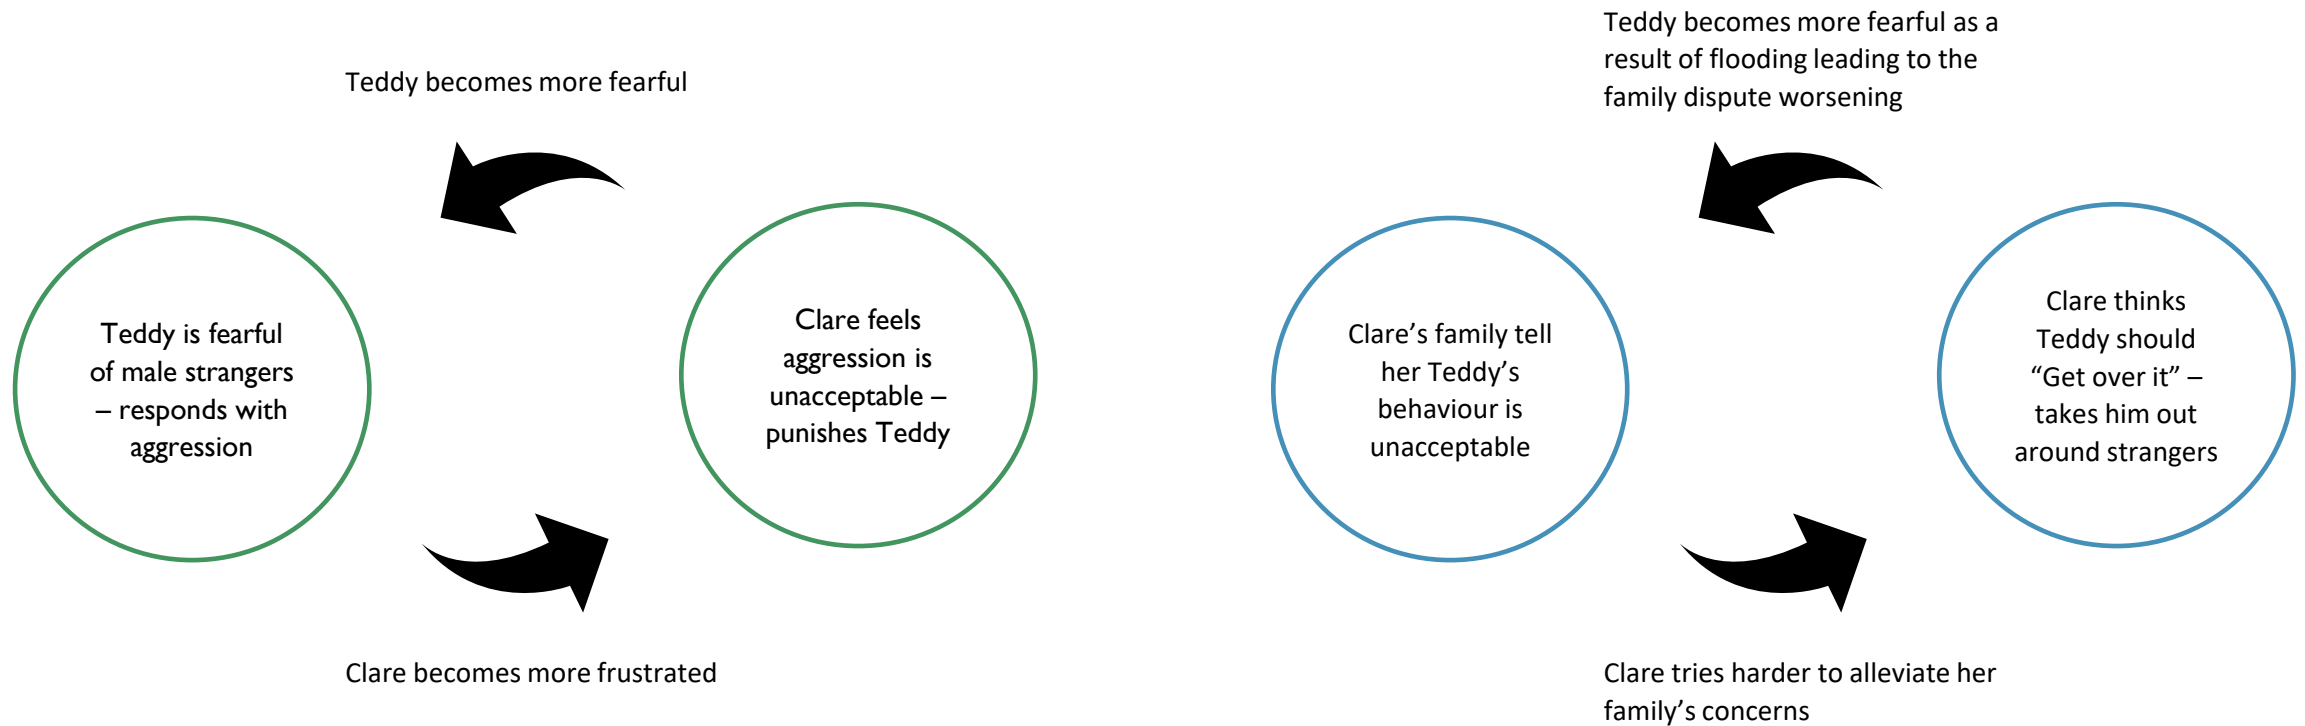 Teddy becomes more fearful
Teddy is fearful
of male strangers
– responds with
aggression
Clare feels
aggression is
unacceptable –
punishes Teddy
Clare becomes more frustrated
Teddy becomes more fearful as a
result of flooding leading to the
family dispute worsening
Clare’s family tell
her Teddy’s
behaviour is
unacceptable
Clare thinks
Teddy should
“Get over it” –
takes him out
around strangers
Clare tries harder to alleviate her
family’s concerns